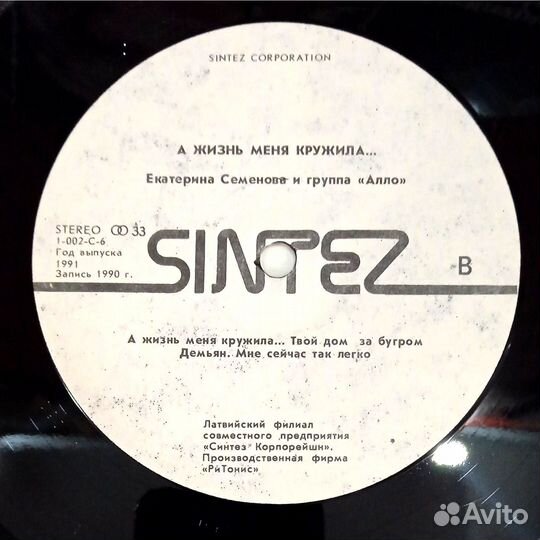 SINTEZ CORPORATION
А ЖИЗНЬ МЕНЯ КРУЖИЛА...
Екатерина Семенова и группа «Алло»
STEREO 33
1-002-С-6
Год выпуска
1991
Запись 1990 г.
SINTEZ
В
А жизнь меня кружила... Твой дом за бугром
Демьян. Мне сейчас так легко
Латвийский филиал
совместного предприятия
«Синтез Корпорейшн».
Производственная фирма
«РиТонис»
Avito